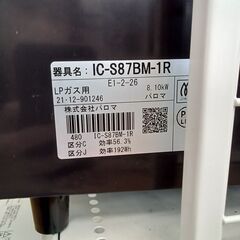 器具名: IC-S87BM-1R
E1-2-26
LPガス用 8.10kW
21・12-901246 パロマ
株式会社パロマ
480 IC-S87BM-1R
区分C 効率56.3%
区分J 効率192Wh